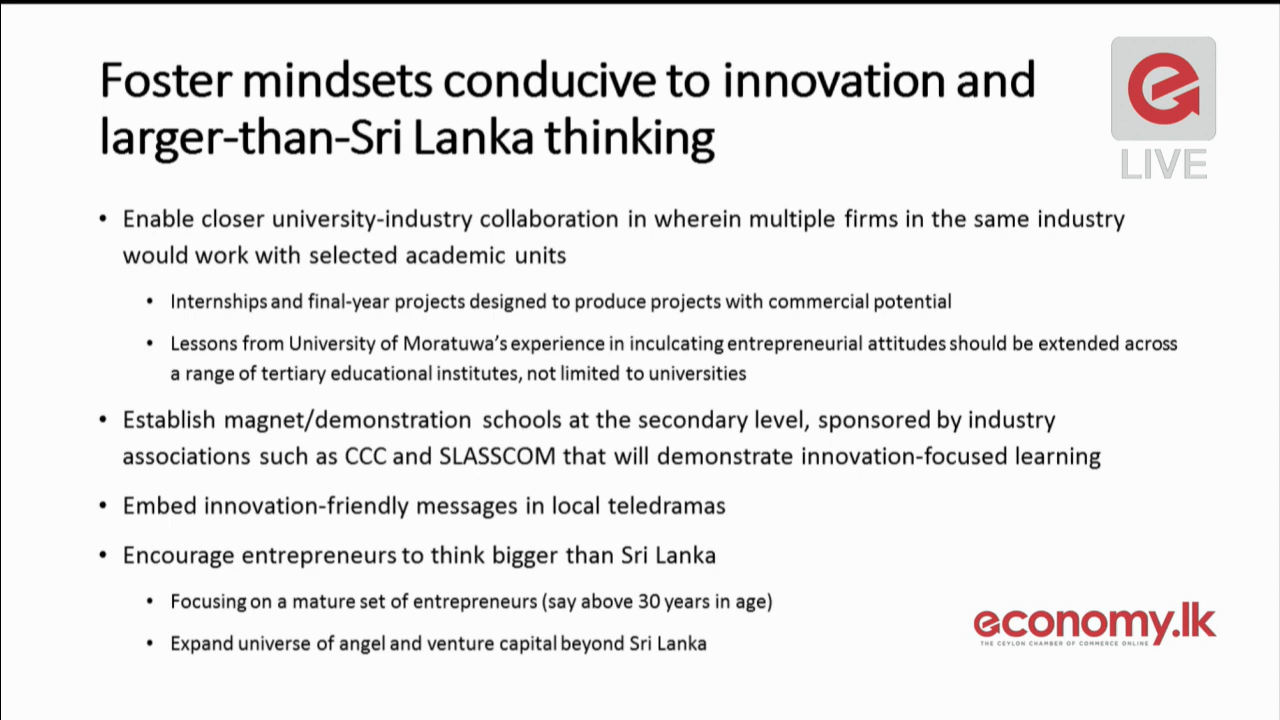 Foster mindsets conducive to innovation and
larger-than-Sri Lanka thinking
LIVE
• Enable closer university-industry collaboration in wherein multiple firms in the same industry
would work with selected academic units
• Internships and final-year projects designed to produce projects with commercial potential
• Lessons from University of Moratuwa's experience in inculcating entrepreneurial attitudes should be extended across
a range of tertiary educational institutes, not limited to universities
• Establish magnet/demonstration schools at the secondary level, sponsored by industry
associations such as CCC and SLASSCOM that will demonstrate innovation-focused learning
• Embed innovation-friendly messages in local teledramas
• Encourage entrepreneurs to think bigger than Sri Lanka
• Focusing on a mature set of entrepreneurs (say above 30 years in age)
• Expand universe of angel and venture capital beyond Sri Lanka
economy.lk
THE CEYLON CHAMBER OF COMMERCE ONLINE